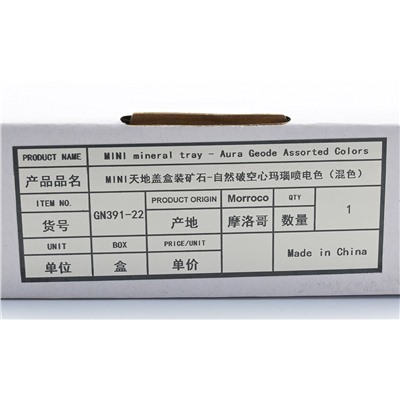 PRODUCT NAME MINI mineral tray - Aura Geode Assorted Colors
产品品名 MINI天地盖盒装矿石-自然破空心玛瑙喷电色（混色）
ITEM NO. GN391-22 PRODUCT ORIGIN Morroco QTY 1
货号 产地 摩洛哥 数量
UNIT BOX PRICE/UNIT Made in China
单位 盒 单价